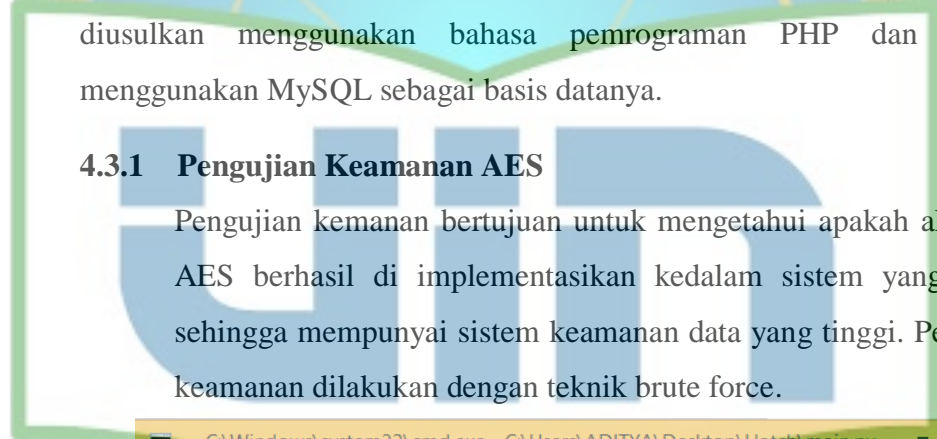 diusulkan menggunakan bahasa pemrograman PHP dan
menggunakan MySQL sebagai basis datanya.
4.3.1 Pengujian Keamanan AES
Pengujian kemanan bertujuan untuk mengetahui apakah
AES berhasil di implementasikan kedalam sistem yang
sehingga mempunyai sistem keamanan data yang tinggi.
keamanan dilakukan dengan teknik brute force.
uin